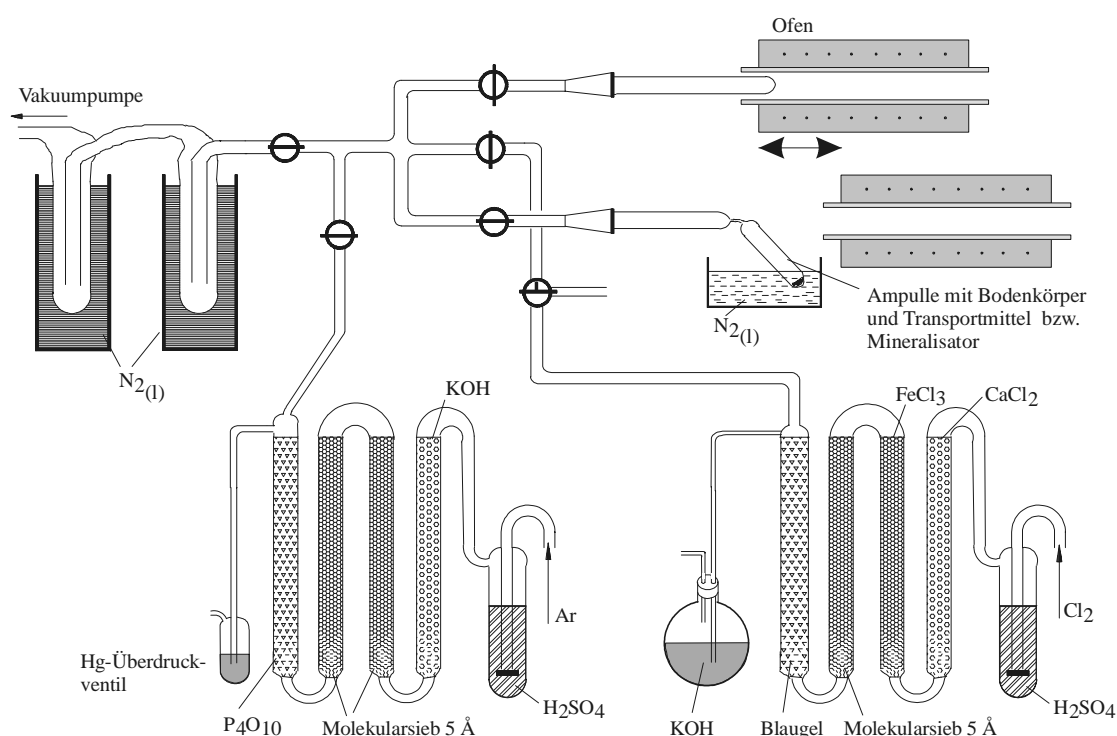 Ofen
Vakuumpumpe
N2(l)
N2(l)
Ampulle mit Bodenkörper
und Transportmittel bzw.
Mineralisator
KOH
FeCl3
CaCl2
Ar
Cl2
Hg-Überdruck-
ventil
P4O10
Molekularsieb 5 Å
H2SO4
KOH
Blaugel
Molekularsieb 5 Å
H2SO4